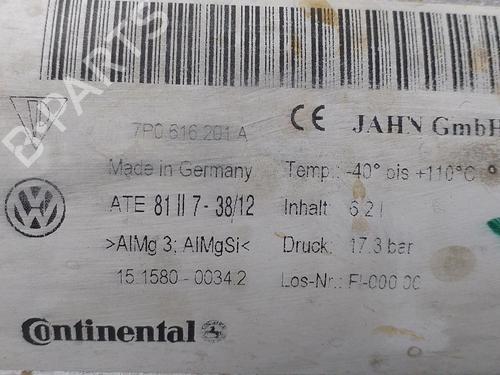 7P0 616 201 A
CE JAHN GmbH
Made in Germany Temp.: -40° bis +110°C
ATE 81 II 7 - 38/12 Inhalt 6.2 l
>AlMg 3; AlMgSi< Druck: 17.3 bar
15.1580 - 0034.2 Los-Nr.: FI-000 00
Continental
B-PARTS